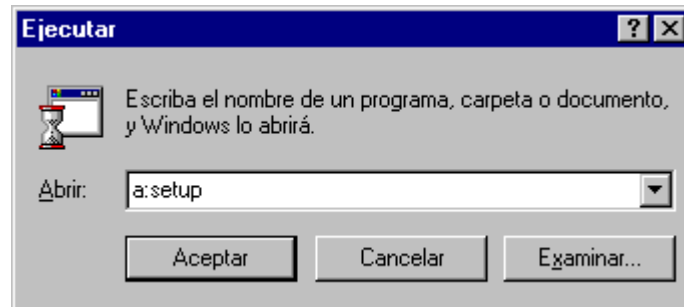 Ejecutar
Escriba el nombre de un programa, carpeta o documento,
y Windows lo abrirá.
Abrir: a:setup
Aceptar Cancelar Examinar...